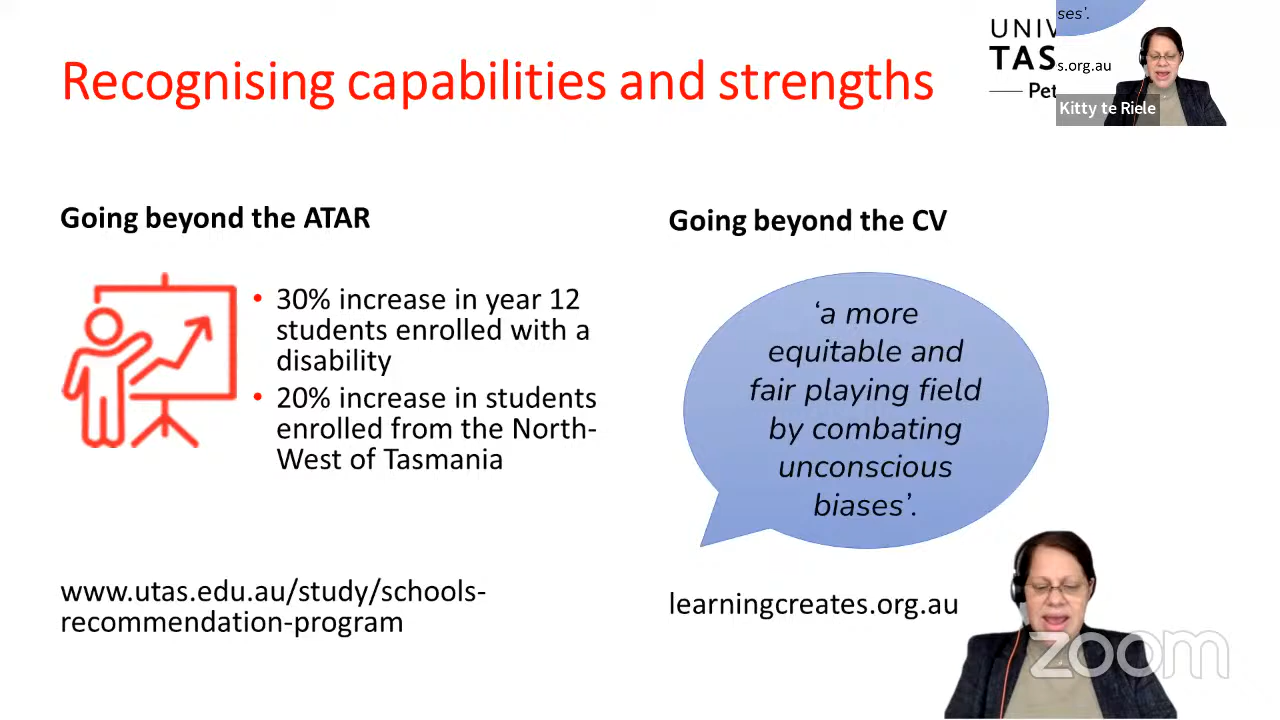 Recognising capabilities and strengths
UNIV
TAS
Pet
ses'.
s.org.au
Kitty te Riele
Going beyond the ATAR
• 30% increase in year 12
students enrolled with a
disability
• 20% increase in students
enrolled from the North-
West of Tasmania
www.utas.edu.au/study/schools-
recommendation-program
Going beyond the CV
‘a more
equitable and
fair playing field
by combating
unconscious
biases’.
learningcreates.org.au
zoom